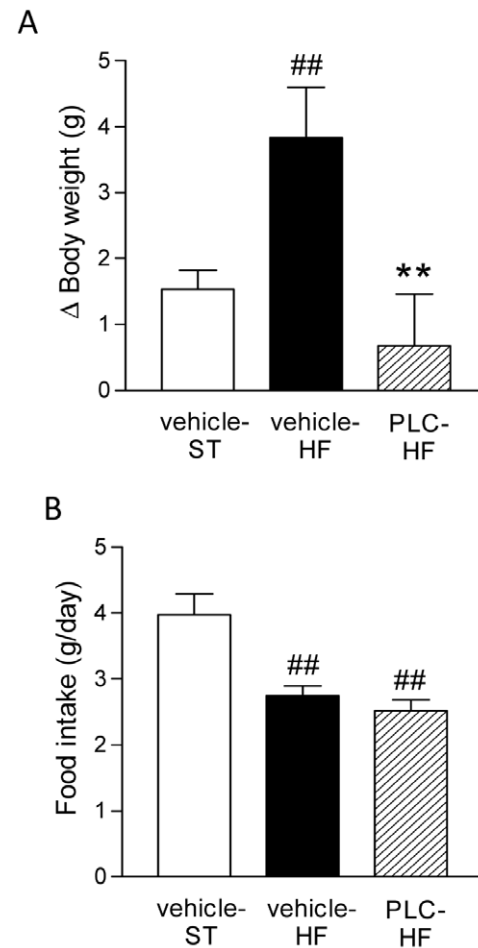 A
Δ Body weight (g)
5
4
3
2
1
0
##
**
vehicle-
ST
vehicle-
HF
PLC-
HF
B
Food intake (g/day)
5
4
3
2
1
0
##
##
vehicle-
ST
vehicle-
HF
PLC-
HF